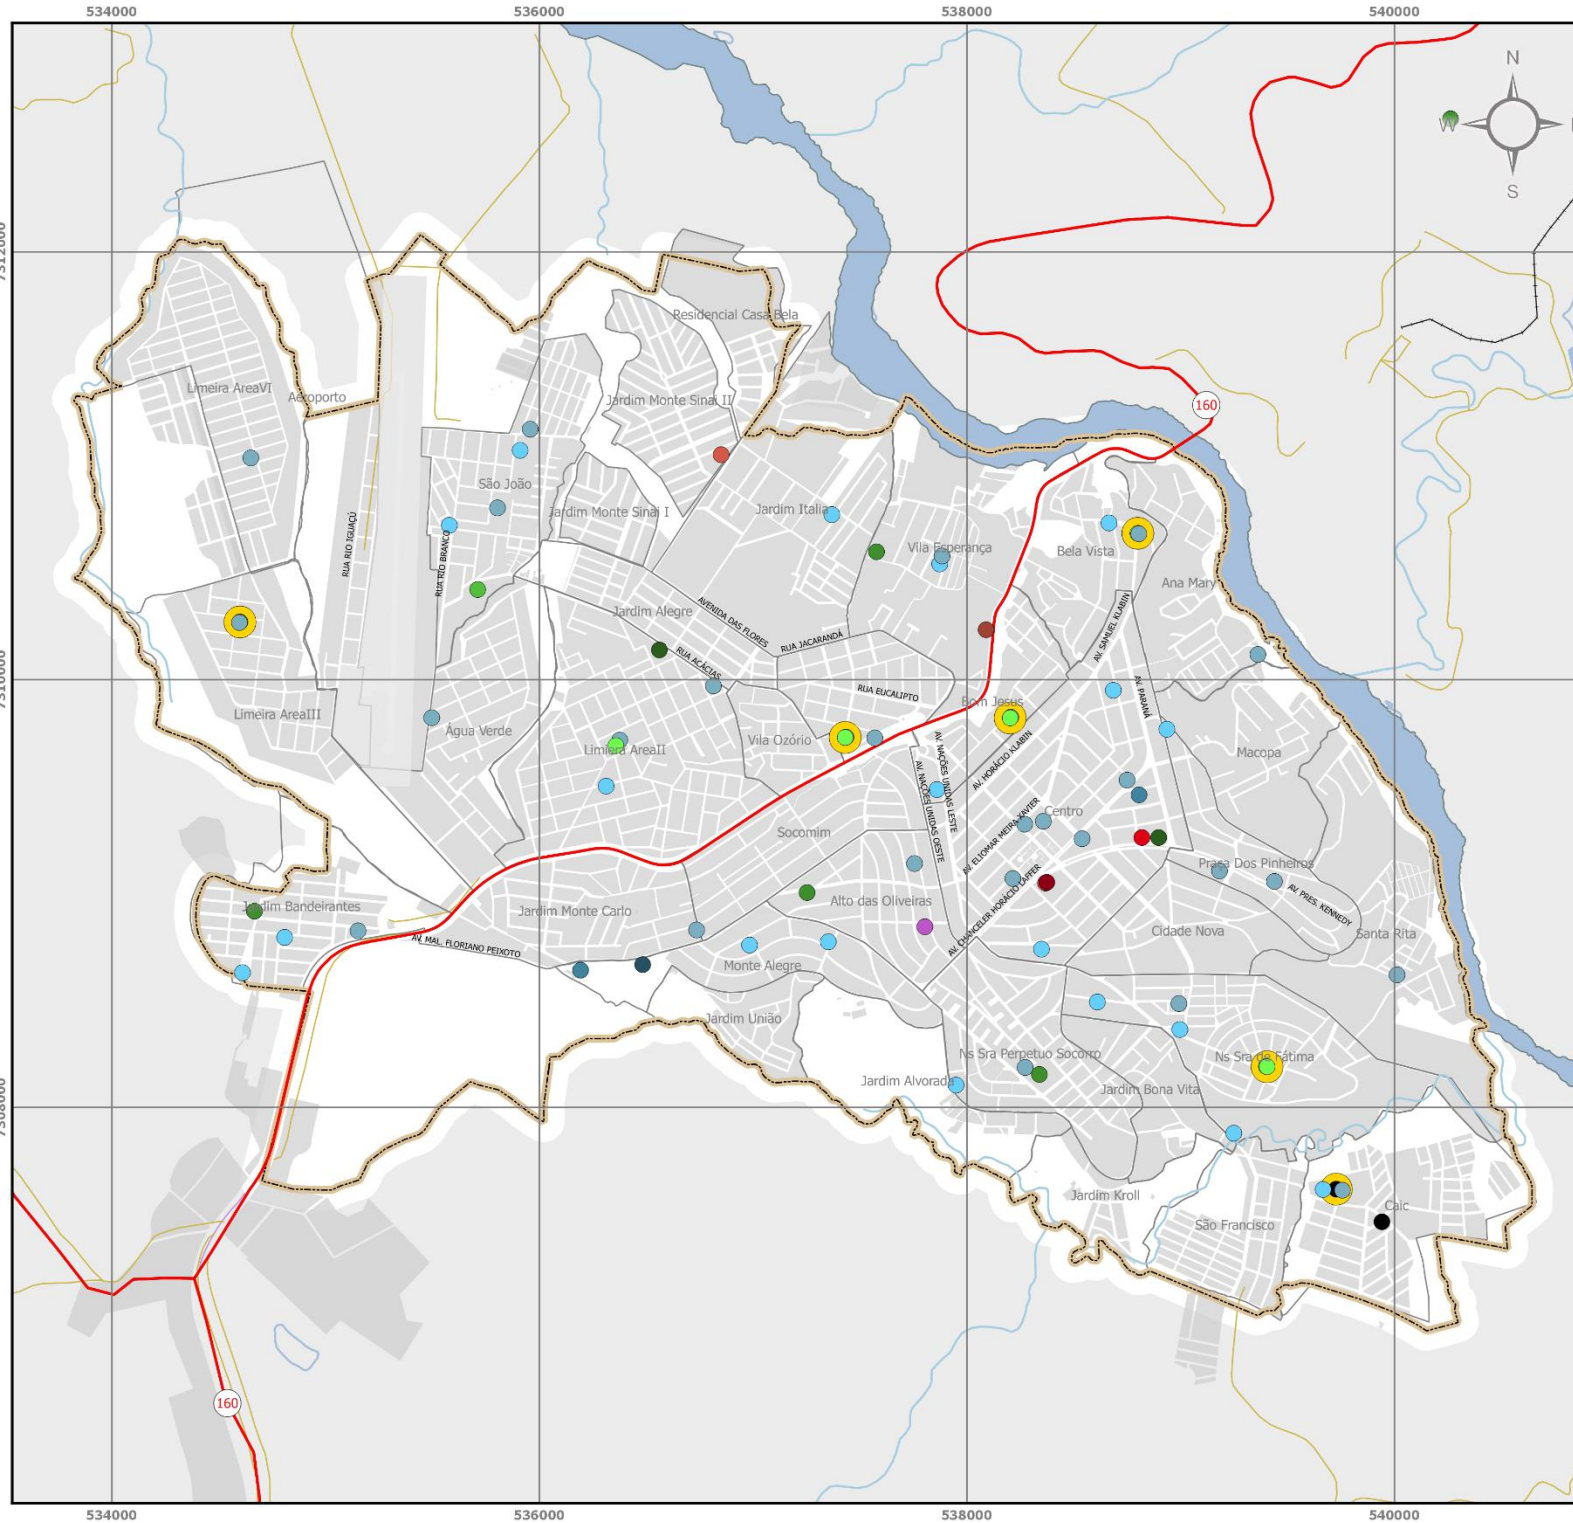 534000
536000
538000
540000
N
W
S
7312000
Residencial Casa Bela
Limeira AreaVI
Aeroporto
Jardim Monte Sinai II
160
São João
Jardim Monte Sinai I
Jardim Italia
RUA RIO IGUAÇÚ
RUA RIO BRANCO
Vila Esperança
Bela Vista
Ana Mary
Jardim Alegre
AVENIDA DAS FLORES
RUA JACARANDÁ
AV. SAMUEL KLABIN
RUA ACÁCIAS
RUA EUCALIPTO
AV. PARANÁ
Bom Jesus
Limeira AreaIII
Água Verde
Limiera AreaII
Vila Ozório
AV. NAÇÕES UNIDAS LESTE
AV. NAÇÕES UNIDAS OESTE
AV. HORÁCIO KLABIN
Macopa
Socomim
AV. ELIOMAR MEIRA XAVIER
Centro
Praça Dos Pinheiros
AV. PRES. KENNEDY
Jardim Bandeirantes
Jardim Monte Carlo
Alto das Oliveiras
AV. CHANCELER HORÁCIO LAFFER
Cidade Nova
Santa Rita
AV. MAL. FLORIANO PEIXOTO
Monte Alegre
Jardim União
Ns Sra Perpetuo Socorro
Ns Sra de Fátima
Jardim Alvorada
Jardim Bona Vita
Jardim Kroll
São Francisco
Caic
160
534000
536000
538000
540000